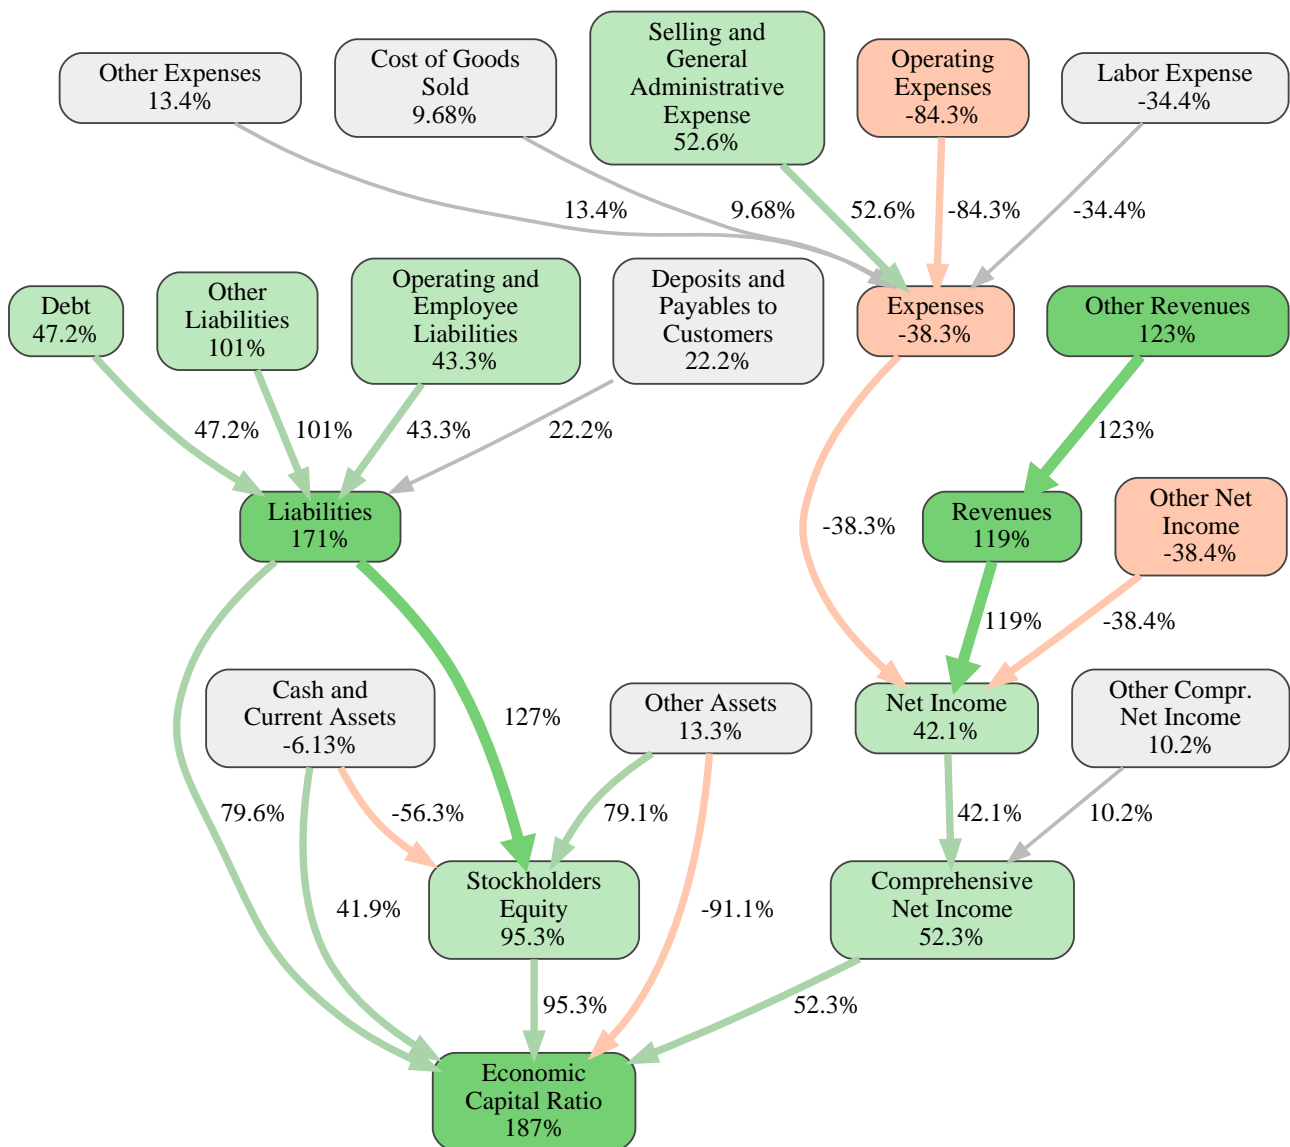 Other Expenses
13.4%
Cost of Goods
Sold
9.68%
Selling and
General
Administrative
Expense
52.6%
Operating
Expenses
-84.3%
Labor Expense
-34.4%
13.4%
9.68%
52.6%
-84.3%
-34.4%
Debt
47.2%
Other
Liabilities
101%
Operating and
Employee
Liabilities
43.3%
Deposits and
Payables to
Customers
22.2%
Expenses
-38.3%
Other Revenues
123%
47.2%
101%
43.3%
22.2%
123%
Liabilities
171%
-38.3%
Revenues
119%
Other Net
Income
-38.4%
119%
-38.4%
Cash and
Current Assets
-6.13%
127%
Other Assets
13.3%
Net Income
42.1%
Other Compr.
Net Income
10.2%
79.6%
-56.3%
79.1%
42.1%
10.2%
41.9%
Stockholders
Equity
95.3%
-91.1%
Comprehensive
Net Income
52.3%
95.3%
52.3%
Economic
Capital Ratio
187%